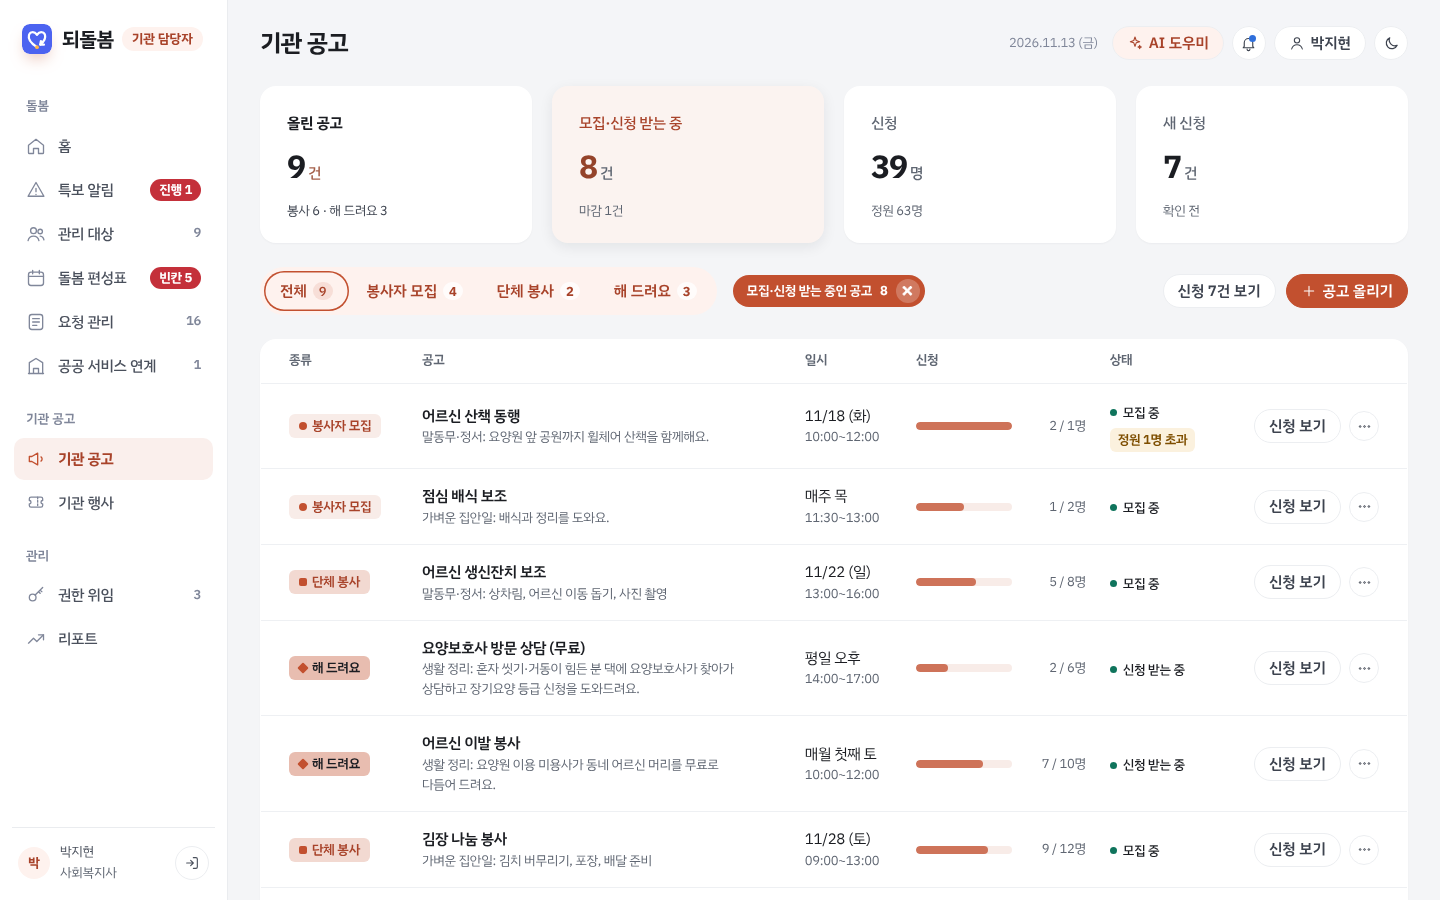 되돌봄 기관 담당자
돌봄
홈
특보 알림 진행 1
관리 대상 9
돌봄 편성표 빈칸 5
요청 관리 16
공공 서비스 연계 1
기관 공고
기관 공고
기관 행사
관리
권한 위임 3
리포트
박 박지현
사회복지사
기관 공고
2026.11.13 (금) AI 도우미 박지현
올린 공고
9 건
봉사 6 · 해 드려요 3
모집·신청 받는 중
8 건
마감 1건
신청
39 명
정원 63명
새 신청
7 건
확인 전
전체 9 봉사자 모집 4 단체 봉사 2 해 드려요 3 모집·신청 받는 중인 공고 8 신청 7건 보기 + 공고 올리기
종류 공고 일시 신청 상태
봉사자 모집 어르신 산책 동행 11/18 (화) 2 / 1명 모집 중 신청 보기
말동무·정서: 요양원 앞 공원까지 휠체어 산책을 함께해요. 10:00~12:00 정원 1명 초과
봉사자 모집 점심 배식 보조 매주 목 1 / 2명 모집 중 신청 보기
가벼운 집안일: 배식과 정리를 도와요. 11:30~13:00
단체 봉사 어르신 생신잔치 보조 11/22 (일) 5 / 8명 모집 중 신청 보기
말동무·정서: 상차림, 어르신 이동 돕기, 사진 촬영 13:00~16:00
해 드려요 요양보호사 방문 상담 (무료) 평일 오후 2 / 6명 신청 받는 중 신청 보기
생활 정리: 혼자 씻기·거동이 힘든 분 댁에 요양보호사가 찾아가 14:00~17:00
상담하고 장기요양 등급 신청을 도와드려요.
해 드려요 어르신 이발 봉사 매월 첫째 토 7 / 10명 신청 받는 중 신청 보기
생활 정리: 요양원 이용 미용사가 동네 어르신 머리를 무료로 10:00~12:00
다듬어 드려요.
단체 봉사 김장 나눔 봉사 11/28 (토) 9 / 12명 모집 중 신청 보기
가벼운 집안일: 김치 버무리기, 포장, 배달 준비 09:00~13:00